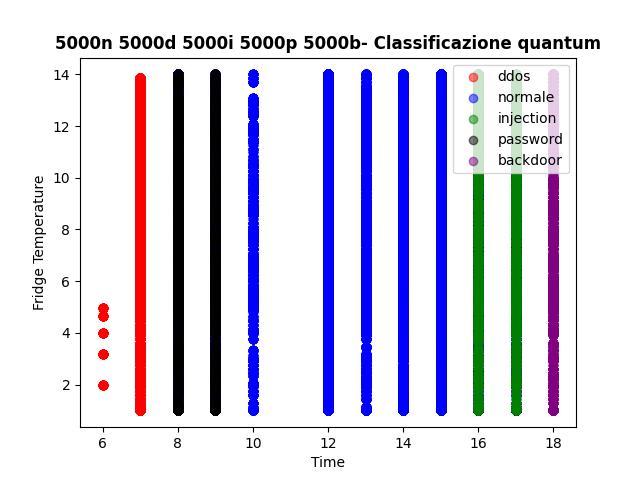 5000n 5000d 5000i 5000p 5000b- Classificazione quantum
14
12
10
8
6
4
2
Fridge Temperature
ddos
normale
injection
password
backdoor
6 8 10 12 14 16 18
Time